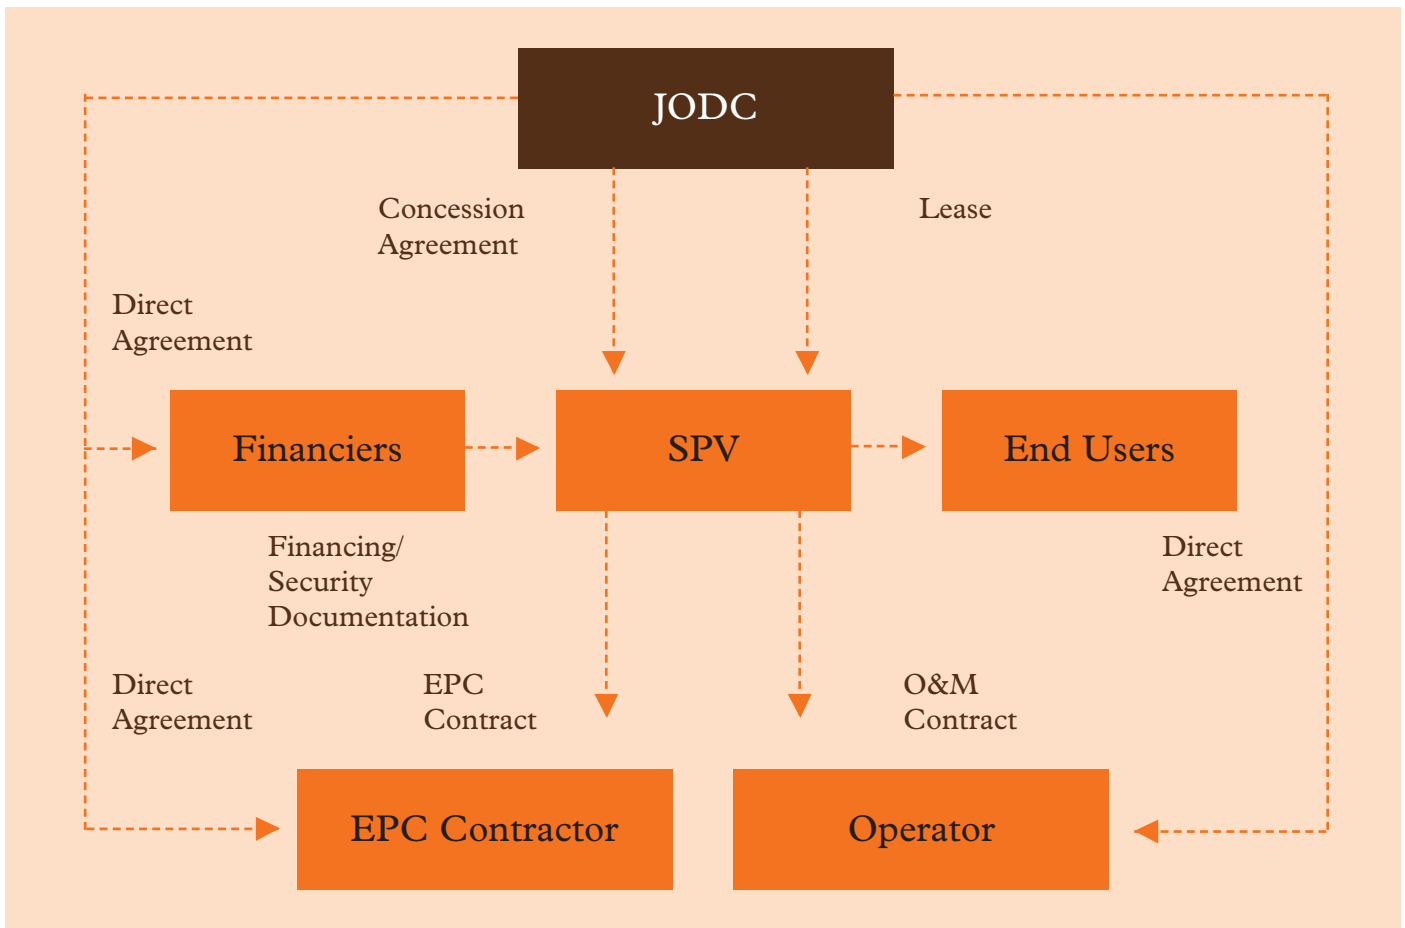 JODC
Concession
Agreement
Lease
Direct
Agreement
Financiers
SPV
End Users
Financing/
Security
Documentation
Direct
Agreement
Direct
Agreement
EPC
Contract
O&M
Contract
EPC Contractor
Operator